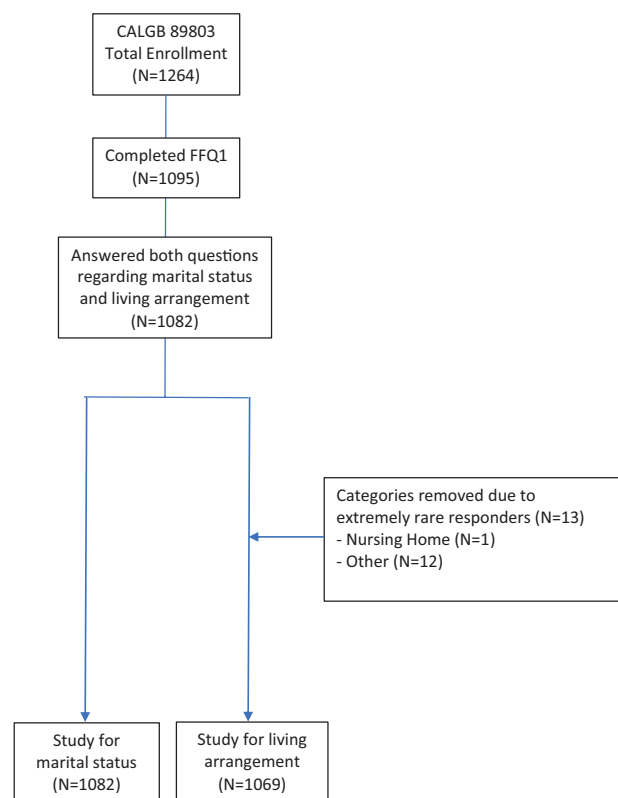 CALGB 89803
Total Enrollment
(N=1264)
Completed FFQ1
(N=1095)
Answered both questions
regarding marital status
and living arrangement
(N=1082)
Categories removed due to
extremely rare responders (N=13)
- Nursing Home (N=1)
- Other (N=12)
Study for
marital status
(N=1082)
Study for living
arrangement
(N=1069)